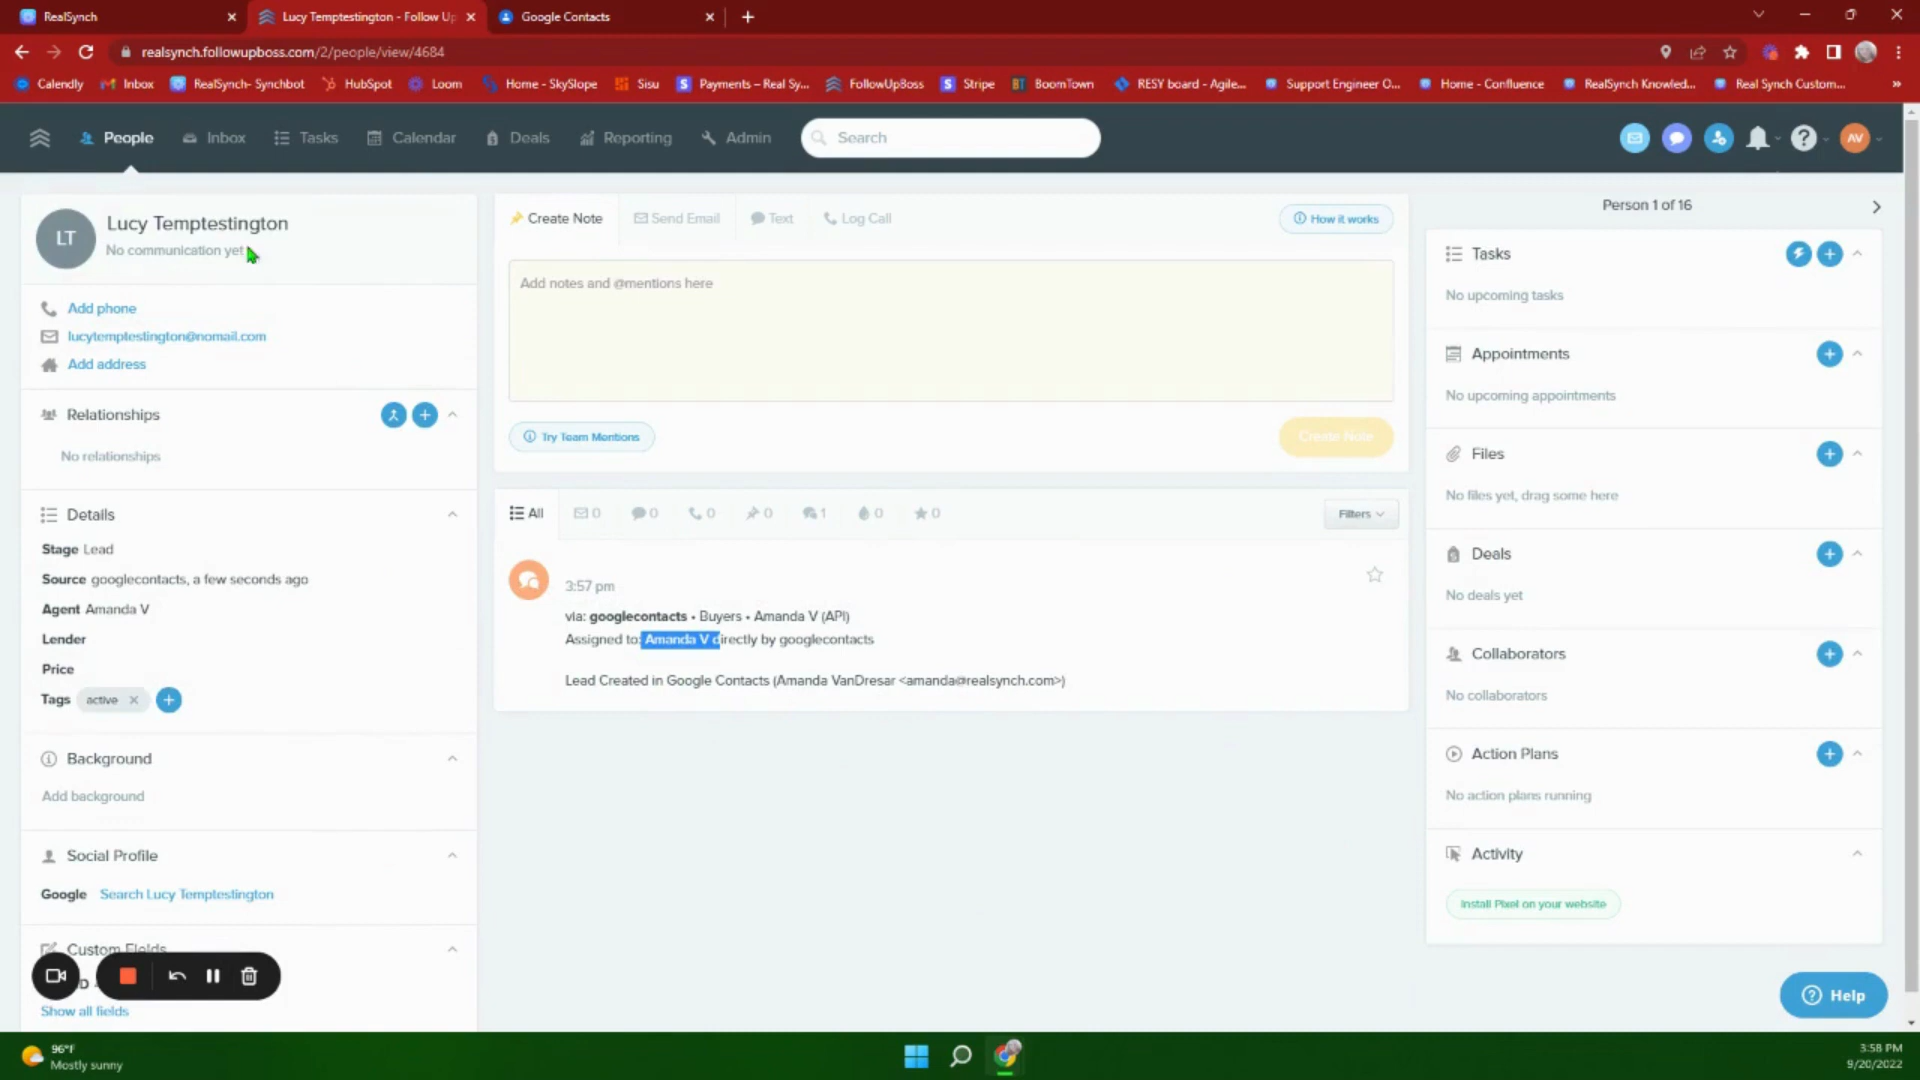 RealSynch
Lucy Temptestington - Follow Up
Google Contacts
realsynch.followupboss.com/2/people/view/4684
Calendly
Inbox
RealSynch- Synchbot
HubSpot
Loom
Home - SkySlope
Sisu
Payments – Real Sy...
FollowUpBoss
Stripe
BoomTown
RESY board - Agile...
Support Engineer O...
Home - Confluence
RealSynch Knowled...
Real Synch Custom...
»
People
Inbox
Tasks
Calendar
Deals
Reporting
Admin
Search
AV
LT
Lucy Temptestington
No communication yet
Add phone
lucytemptestington@nomail.com
Add address
Relationships
No relationships
Details
Stage Lead
Source googlecontacts, a few seconds ago
Agent Amanda V
Lender
Price
Tags active
Background
Add background
Social Profile
Google Search Lucy Temptestington
Custom Fields
Show all fields
Create Note
Send Email
Text
Log Call
How it works
Add notes and @mentions here
Try Team Mentions
Create Note
All
0
0
0
0
1
0
0
Filters
3:57 pm
via: googlecontacts • Buyers • Amanda V (API)
Assigned to: Amanda V directly by googlecontacts
Lead Created in Google Contacts (Amanda VanDresar <amanda@realsynch.com>)
Person 1 of 16
Tasks
No upcoming tasks
Appointments
No upcoming appointments
Files
No files yet, drag some here
Deals
No deals yet
Collaborators
No collaborators
Action Plans
No action plans running
Activity
Install Pixel on your website
Help
96°F
Mostly sunny
3:58 PM
9/20/2022